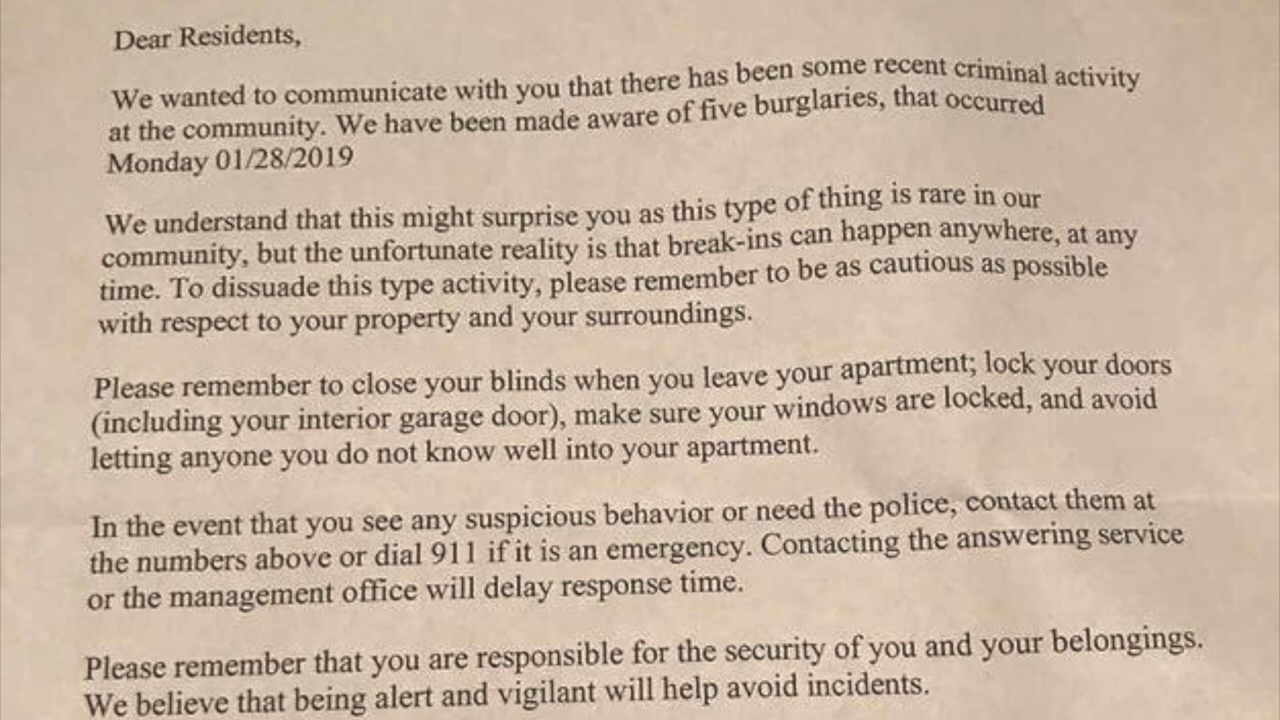 Dear Residents,
We wanted to communicate with you that there has been some recent criminal activity
at the community. We have been made aware of five burglaries, that occurred
Monday 01/28/2019
We understand that this might surprise you as this type of thing is rare in our
community, but the unfortunate reality is that break-ins can happen anywhere, at any
time. To dissuade this type activity, please remember to be as cautious as possible
with respect to your property and your surroundings.
Please remember to close your blinds when you leave your apartment; lock your doors
(including your interior garage door), make sure your windows are locked, and avoid
letting anyone you do not know well into your apartment.
In the event that you see any suspicious behavior or need the police, contact them at
the numbers above or dial 911 if it is an emergency. Contacting the answering service
or the management office will delay response time.
Please remember that you are responsible for the security of you and your belongings.
We believe that being alert and vigilant will help avoid incidents.